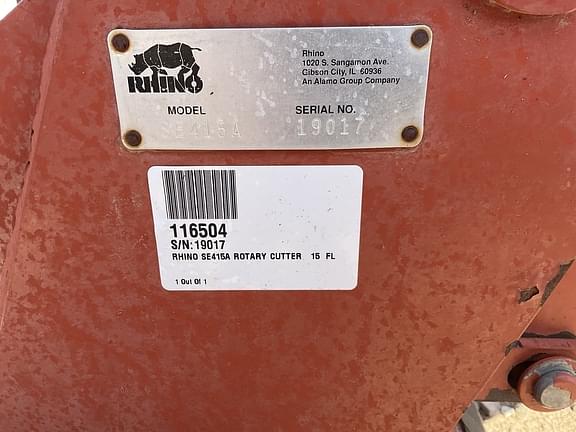 RHINO
Rhino
1020 S. Sangamon Ave.
Gibson City, IL 60936
An Alamo Group Company
MODEL SERIAL NO.
SE415A 19017
116504
S/N:19017
RHINO SE415A ROTARY CUTTER 15 FL
1 Out Of 1